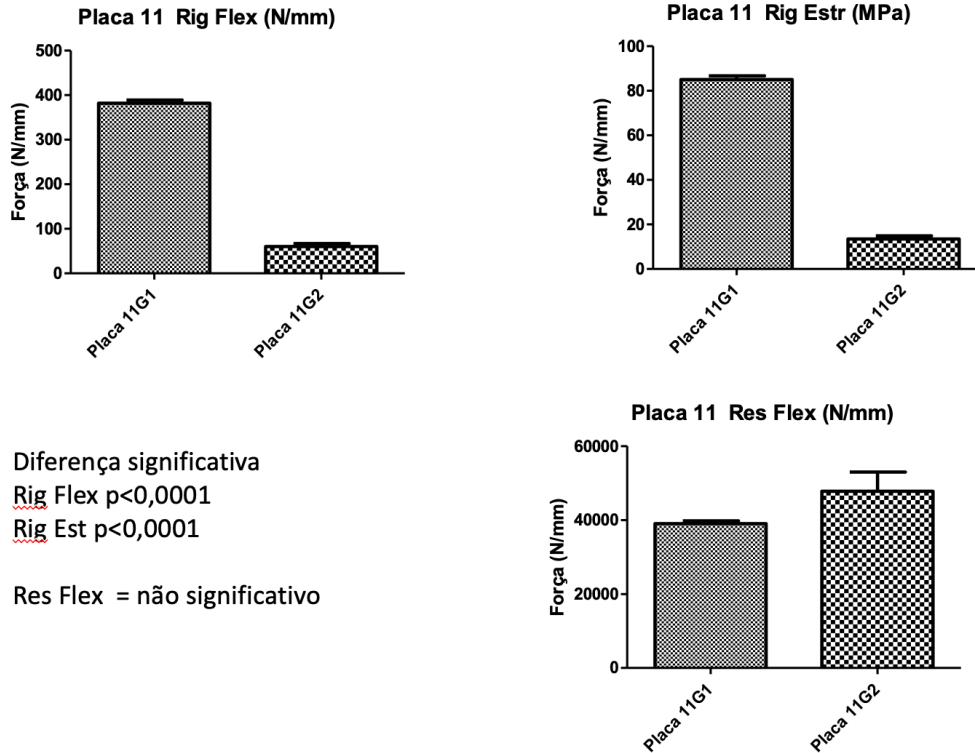 Placa 11 Rig Flex (N/mm)
Força (N/mm)
500
400
300
200
100
0
Placa 11G1
Placa 11G2
Placa 11 Rig Estr (MPa)
Força (N/mm)
100
80
60
40
20
0
Placa 11G1
Placa 11G2
Diferença significativa
Rig Flex p<0,0001
Rig Est p<0,0001
Res Flex = não significativo
Placa 11 Res Flex (N/mm)
Força (N/mm)
60000
40000
20000
0
Placa 11G1
Placa 11G2